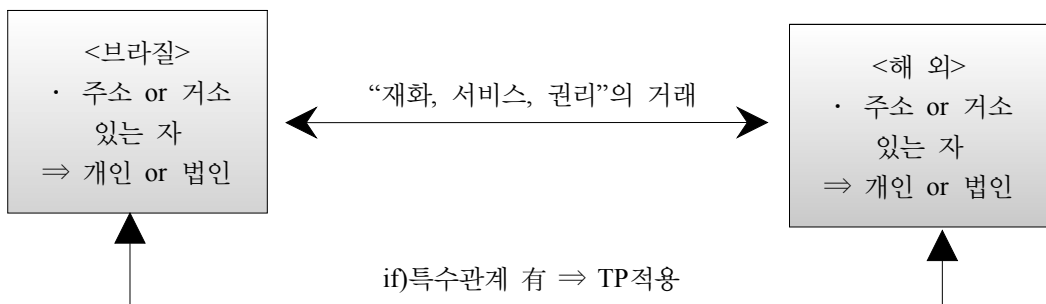 <브라질>
· 주소 or 거소
있는 자
⇒ 개인 or 법인
“재화, 서비스, 권리”의 거래
<해 외>
· 주소 or 거소
있는 자
⇒ 개인 or 법인
if)특수관계 有 ⇒ TP적용